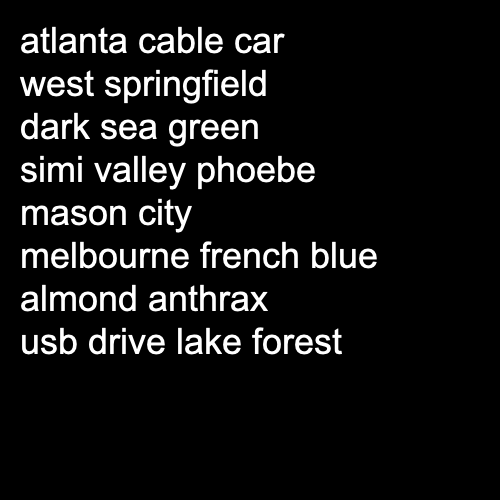 atlanta cable car
west springfield
dark sea green
simi valley phoebe
mason city
melbourne french blue
almond anthrax
usb drive lake forest